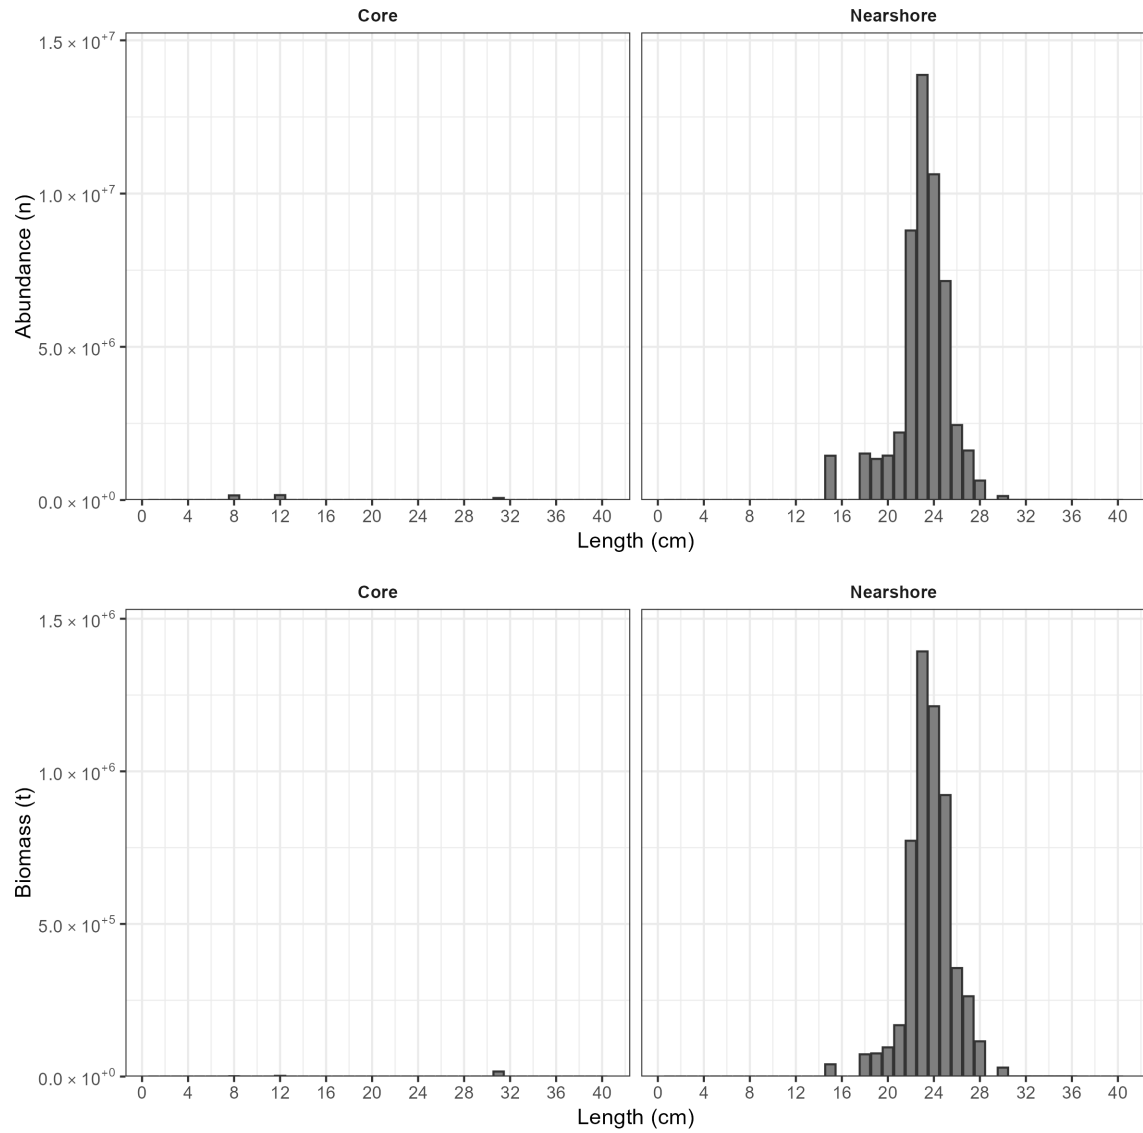 Core Nearshore
Abundance (n)
1.5 × 10+7
1.0 × 10+7
5.0 × 10+6
0.0 × 10+0
0 4 8 12 16 20 24 28 32 36 40 0 4 8 12 16 20 24 28 32 36 40
Length (cm)
Core Nearshore
Biomass (t)
1.5 × 10+6
1.0 × 10+6
5.0 × 10+5
0.0 × 10+0
0 4 8 12 16 20 24 28 32 36 40 0 4 8 12 16 20 24 28 32 36 40
Length (cm)